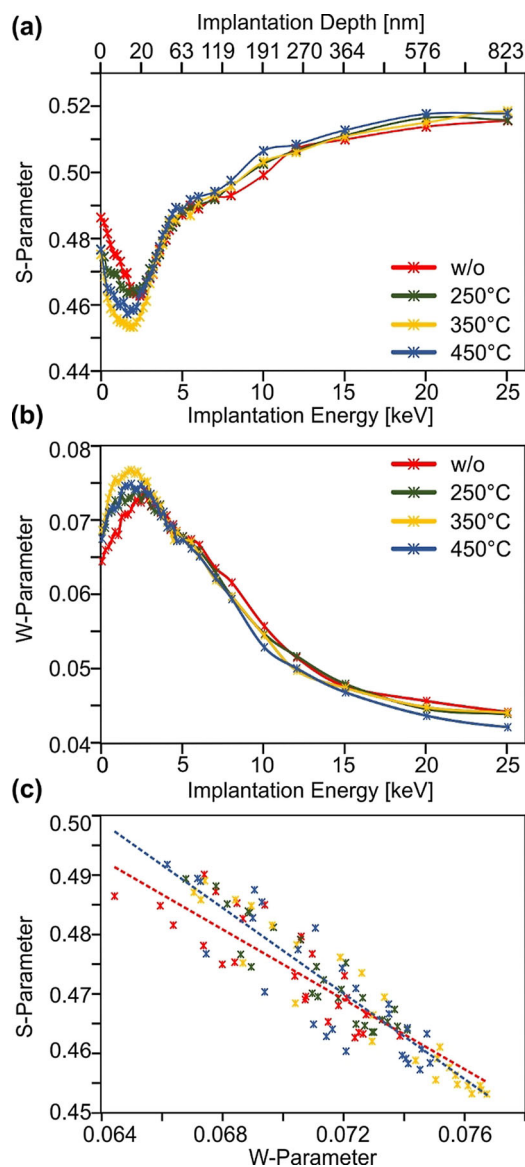 (a)
Implantation Depth [nm]
0 20 63 119 191 270 364 576 823
0.52
0.50
0.48
0.46
0.44
S-Parameter
w/o
250°C
350°C
450°C
0 5 10 15 20 25
Implantation Energy [keV]
(b)
0.08
0.07
0.06
0.05
0.04
W-Parameter
w/o
250°C
350°C
450°C
0 5 10 15 20 25
Implantation Energy [keV]
(c)
0.50
0.49
0.48
0.47
0.46
0.45
S-Parameter
0.064 0.068 0.072 0.076
W-Parameter